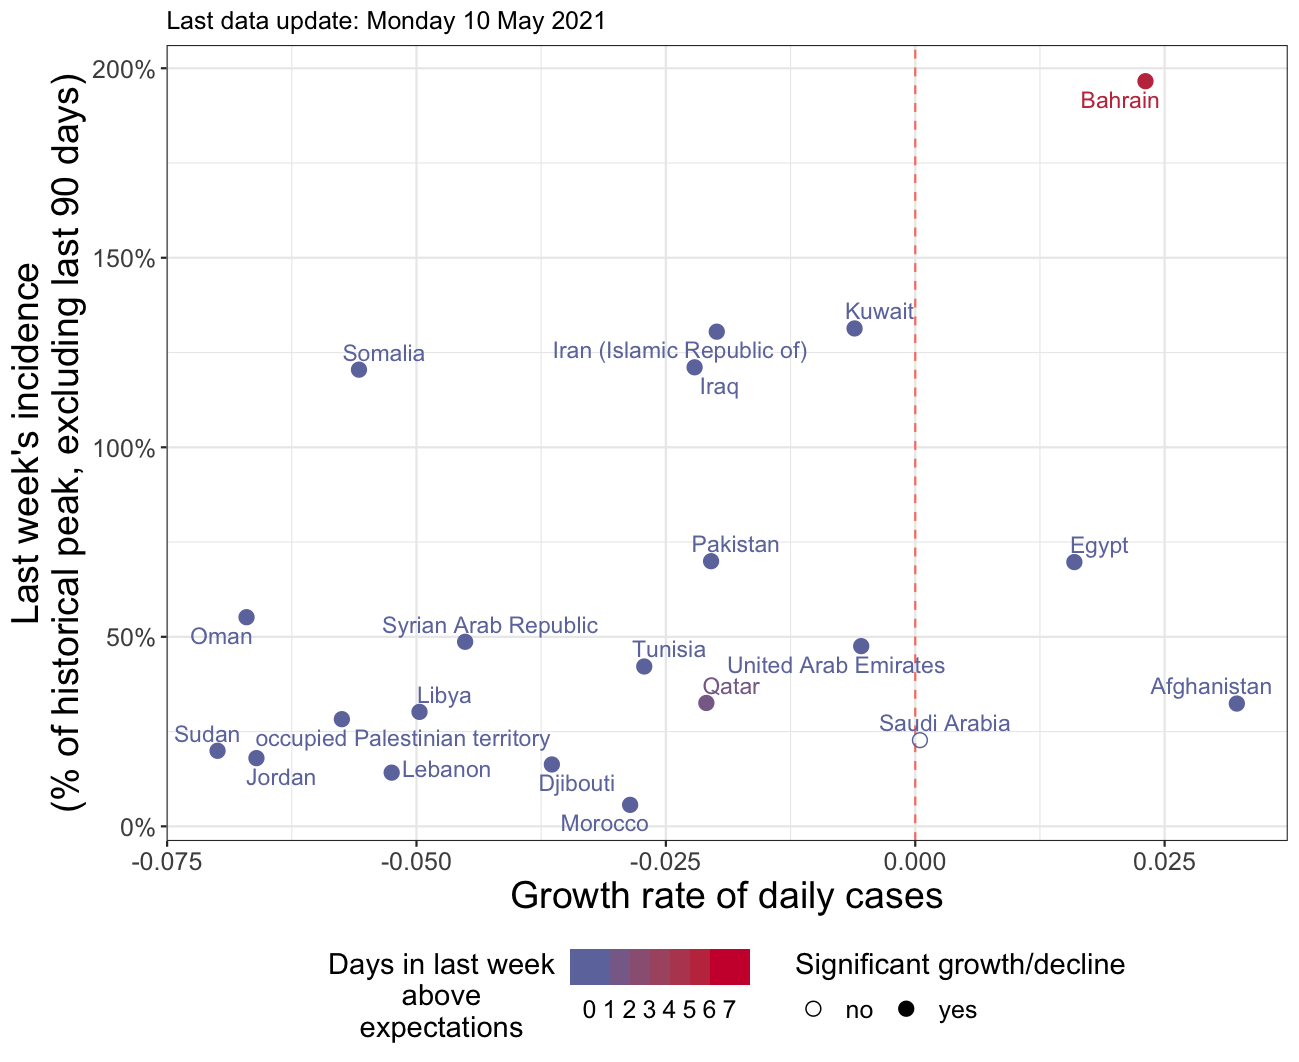 Last data update: Monday 10 May 2021
Last week's incidence
(% of historical peak, excluding last 90 days)
200%
150%
100%
50%
0%
Bahrain
Kuwait
Iran (Islamic Republic of)
Somalia
Iraq
Pakistan
Egypt
Oman
Syrian Arab Republic
Tunisia
United Arab Emirates
Qatar
Afghanistan
Libya
Saudi Arabia
Sudan
occupied Palestinian territory
Jordan
Lebanon
Djibouti
Morocco
-0.075
-0.050
-0.025
0.000
0.025
Growth rate of daily cases
Days in last week
above
expectations
0 1 2 3 4 5 6 7
Significant growth/decline
no
yes